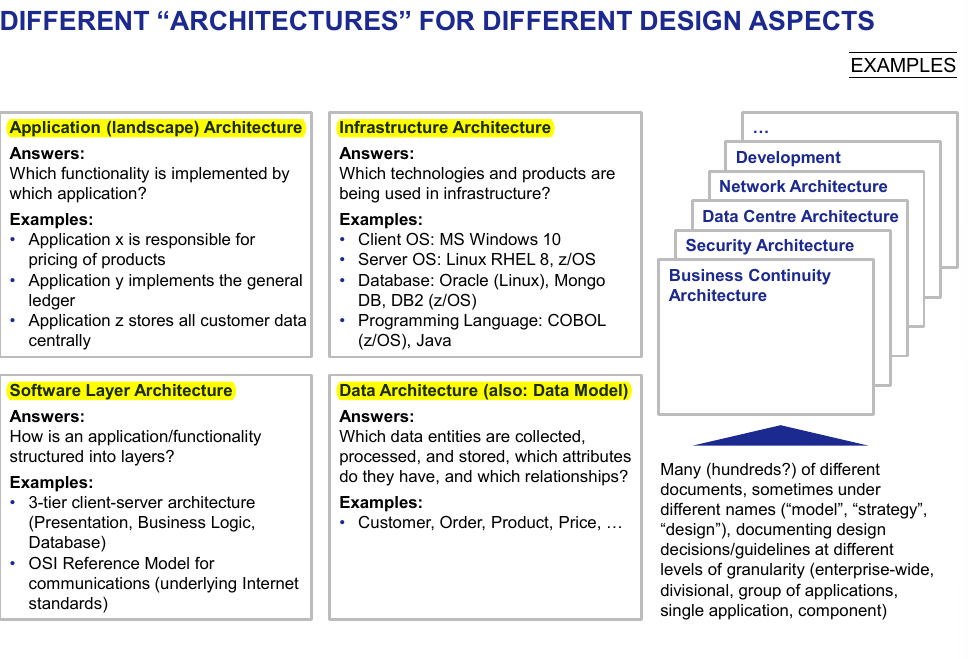 DIFFERENT “ARCHITECTURES” FOR DIFFERENT DESIGN ASPECTS
EXAMPLES
Application (landscape) Architecture
Answers:
Which functionality is implemented by
which application?
Examples:
• Application x is responsible for
pricing of products
• Application y implements the general
ledger
• Application z stores all customer data
centrally
Infrastructure Architecture
Answers:
Which technologies and products are
being used in infrastructure?
Examples:
• Client OS: MS Windows 10
• Server OS: Linux RHEL 8, z/OS
• Database: Oracle (Linux), Mongo
DB, DB2 (z/OS)
• Programming Language: COBOL
(z/OS), Java
Software Layer Architecture
Answers:
How is an application/functionality
structured into layers?
Examples:
• 3-tier client-server architecture
(Presentation, Business Logic,
Database)
• OSI Reference Model for
communications (underlying Internet
standards)
Data Architecture (also: Data Model)
Answers:
Which data entities are collected,
processed, and stored, which attributes
do they have, and which relationships?
Examples:
• Customer, Order, Product, Price, …
…
Development
Network Architecture
Data Centre Architecture
Security Architecture
Business Continuity
Architecture
Many (hundreds?) of different
documents, sometimes under
different names (“model”, “strategy”,
“design”), documenting design
decisions/guidelines at different
levels of granularity (enterprise-wide,
divisional, group of applications,
single application, component)